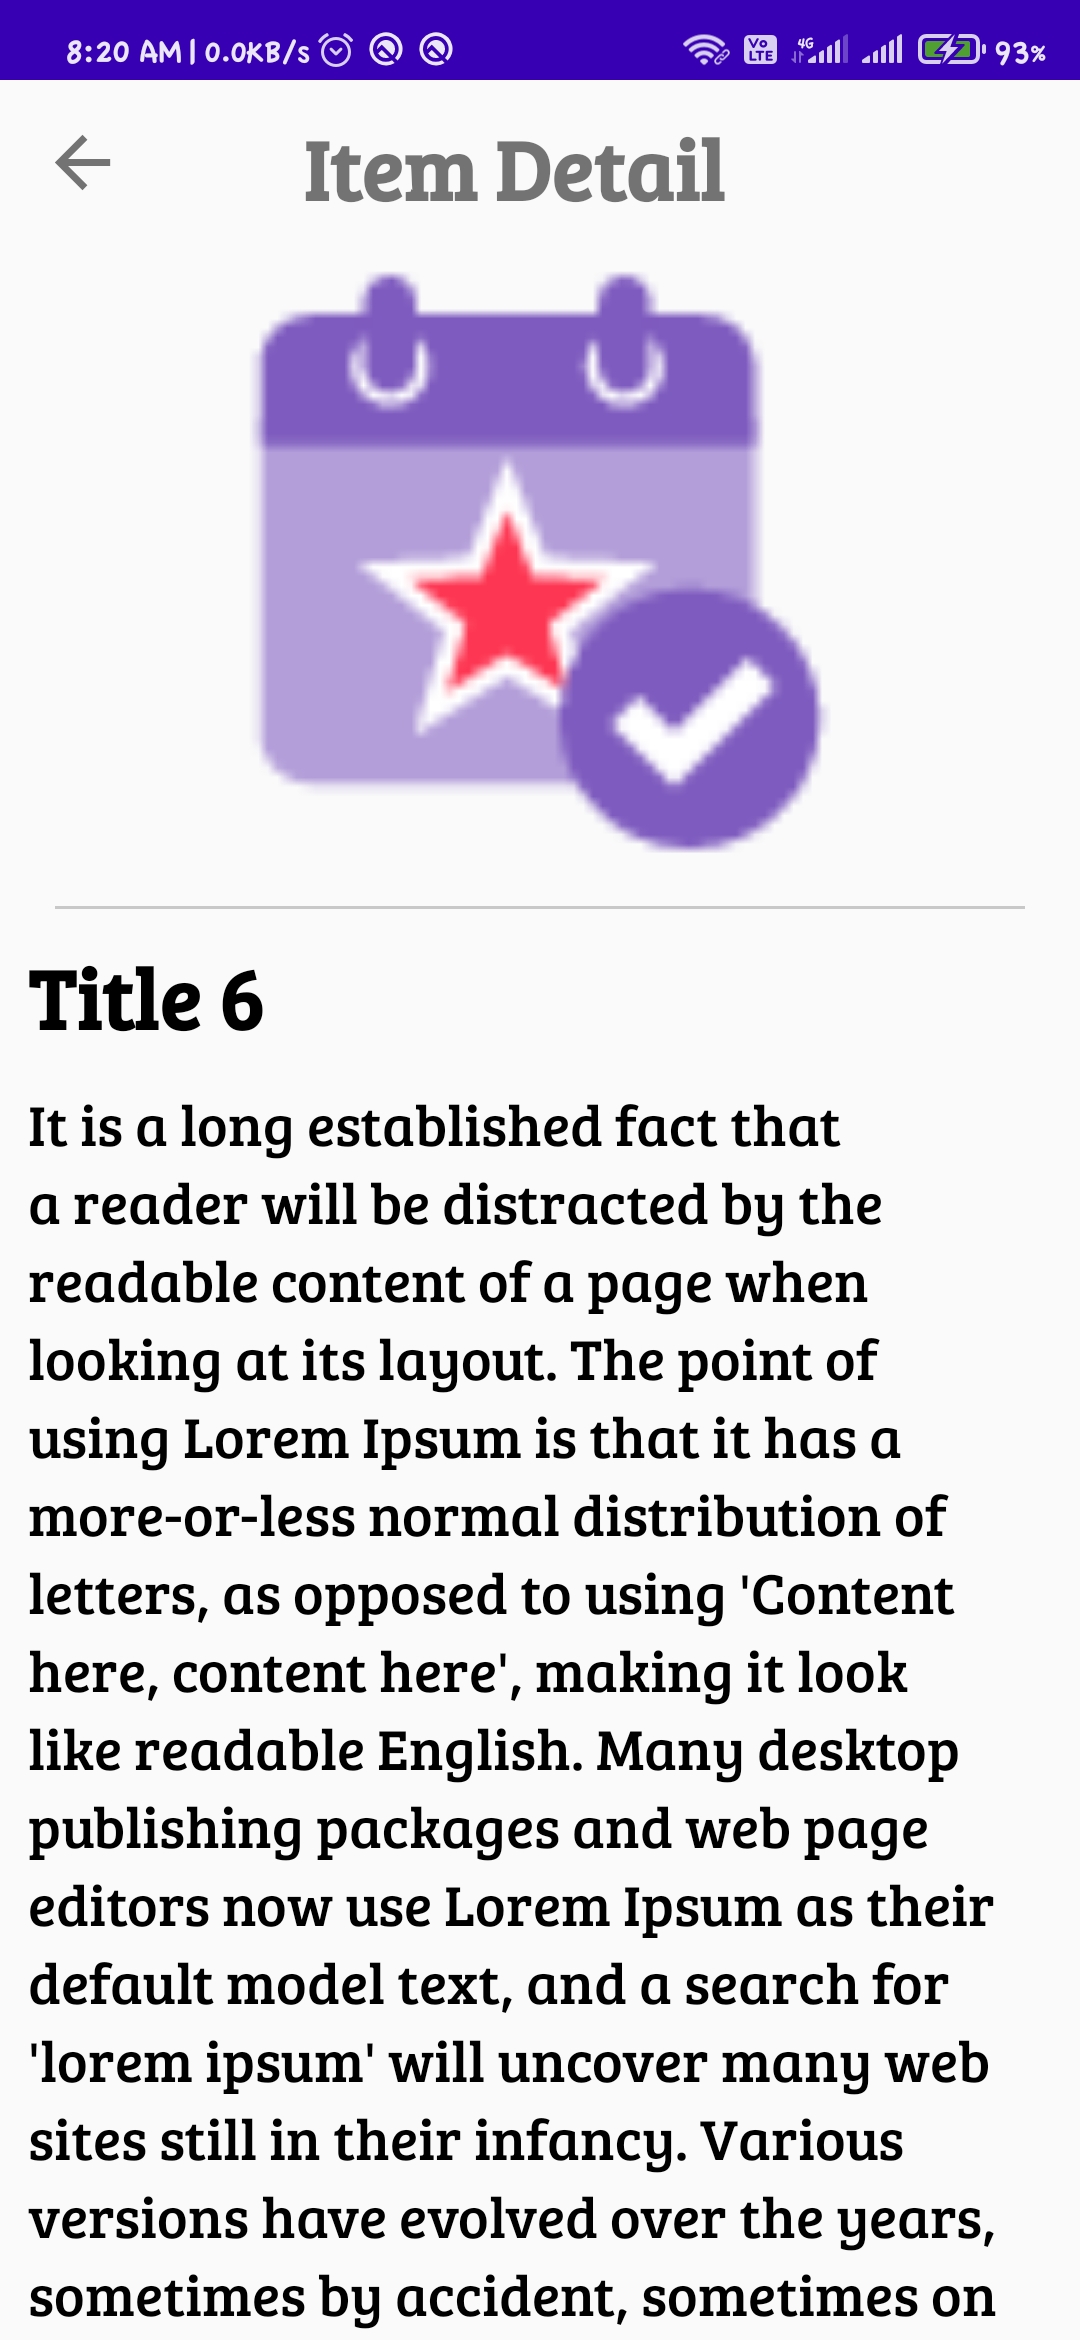 8:20 AM | 0.0KB/s Vo LTE 4G 93%
Item Detail
Title 6
It is a long established fact that
a reader will be distracted by the
readable content of a page when
looking at its layout. The point of
using Lorem Ipsum is that it has a
more-or-less normal distribution of
letters, as opposed to using 'Content
here, content here', making it look
like readable English. Many desktop
publishing packages and web page
editors now use Lorem Ipsum as their
default model text, and a search for
'lorem ipsum' will uncover many web
sites still in their infancy. Various
versions have evolved over the years,
sometimes by accident, sometimes on